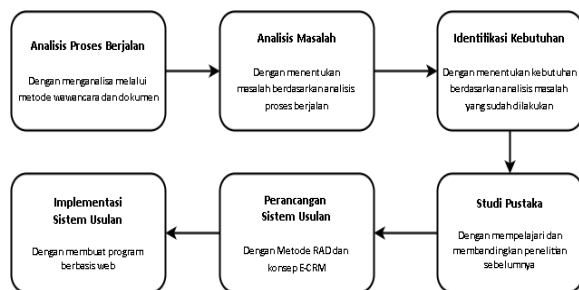 Analisis Proses Berjalan
Dengan menganalisa melalui
metode wawancara dan dokumen
Analisis Masalah
Dengan menentukan
masalah berdasarkan analisis
proses berjalan
Identifikasi Kebutuhan
Dengan menentukan kebutuhan
berdasarkan analisis masalah
yang sudah dilakukan
Studi Pustaka
Dengan mempelajari dan
membandingkan penelitian
sebelumnya
Perancangan
Sistem Usulan
Dengan Metode RAD dan
konsep E-CRM
Implementasi
Sistem Usulan
Dengan membuat program
berbasis web